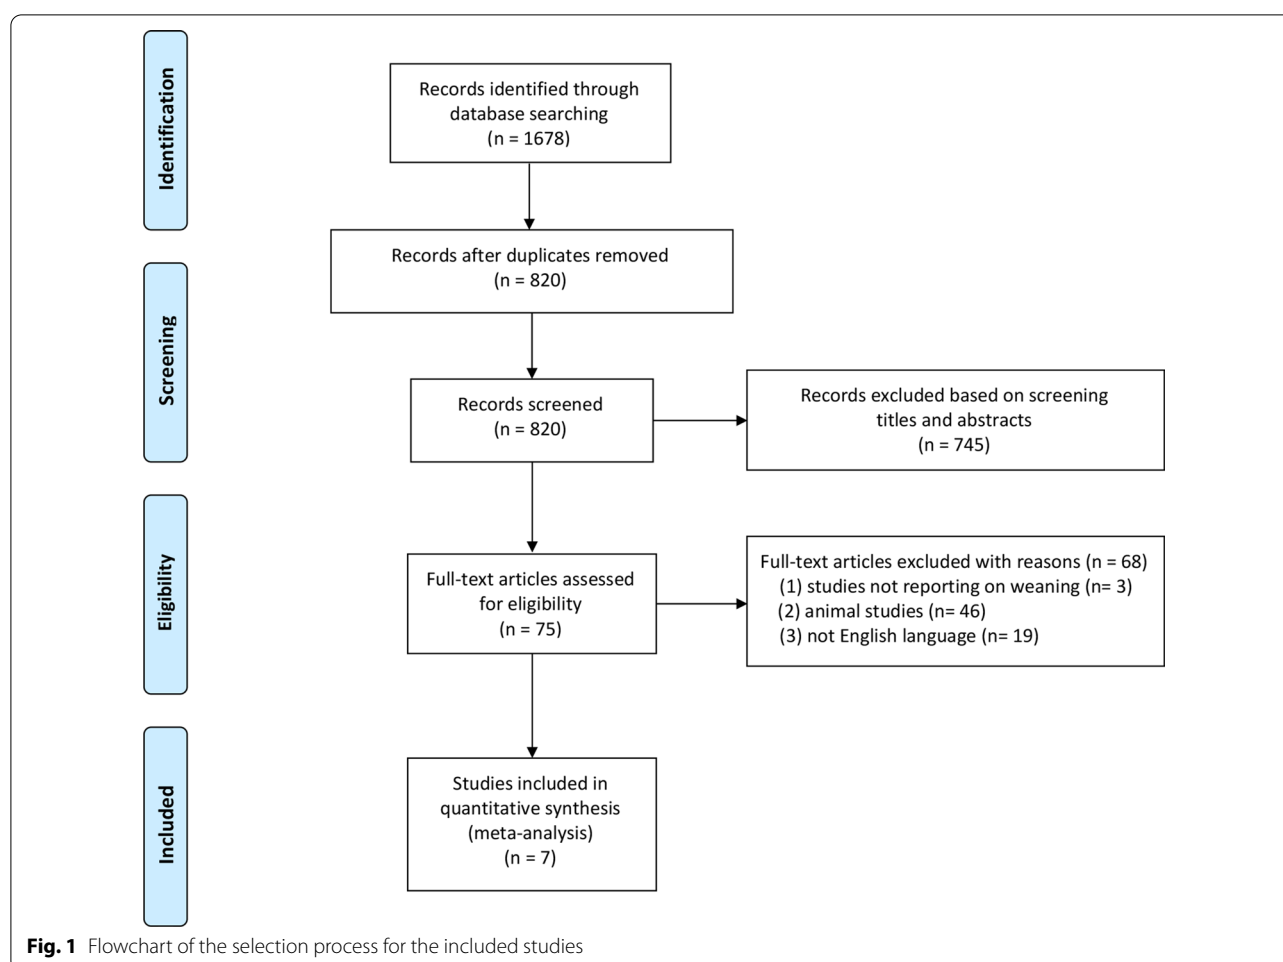 Identification
Records identified through
database searching
(n = 1678)
Records after duplicates removed
(n = 820)
Screening
Records screened
(n = 820)
Records excluded based on screening
titles and abstracts
(n = 745)
Eligibility
Full-text articles assessed
for eligibility
(n = 75)
Full-text articles excluded with reasons (n = 68)
(1) studies not reporting on weaning (n= 3)
(2) animal studies (n= 46)
(3) not English language (n= 19)
Included
Studies included in
quantitative synthesis
(meta-analysis)
(n = 7)
Fig. 1 Flowchart of the selection process for the included studies